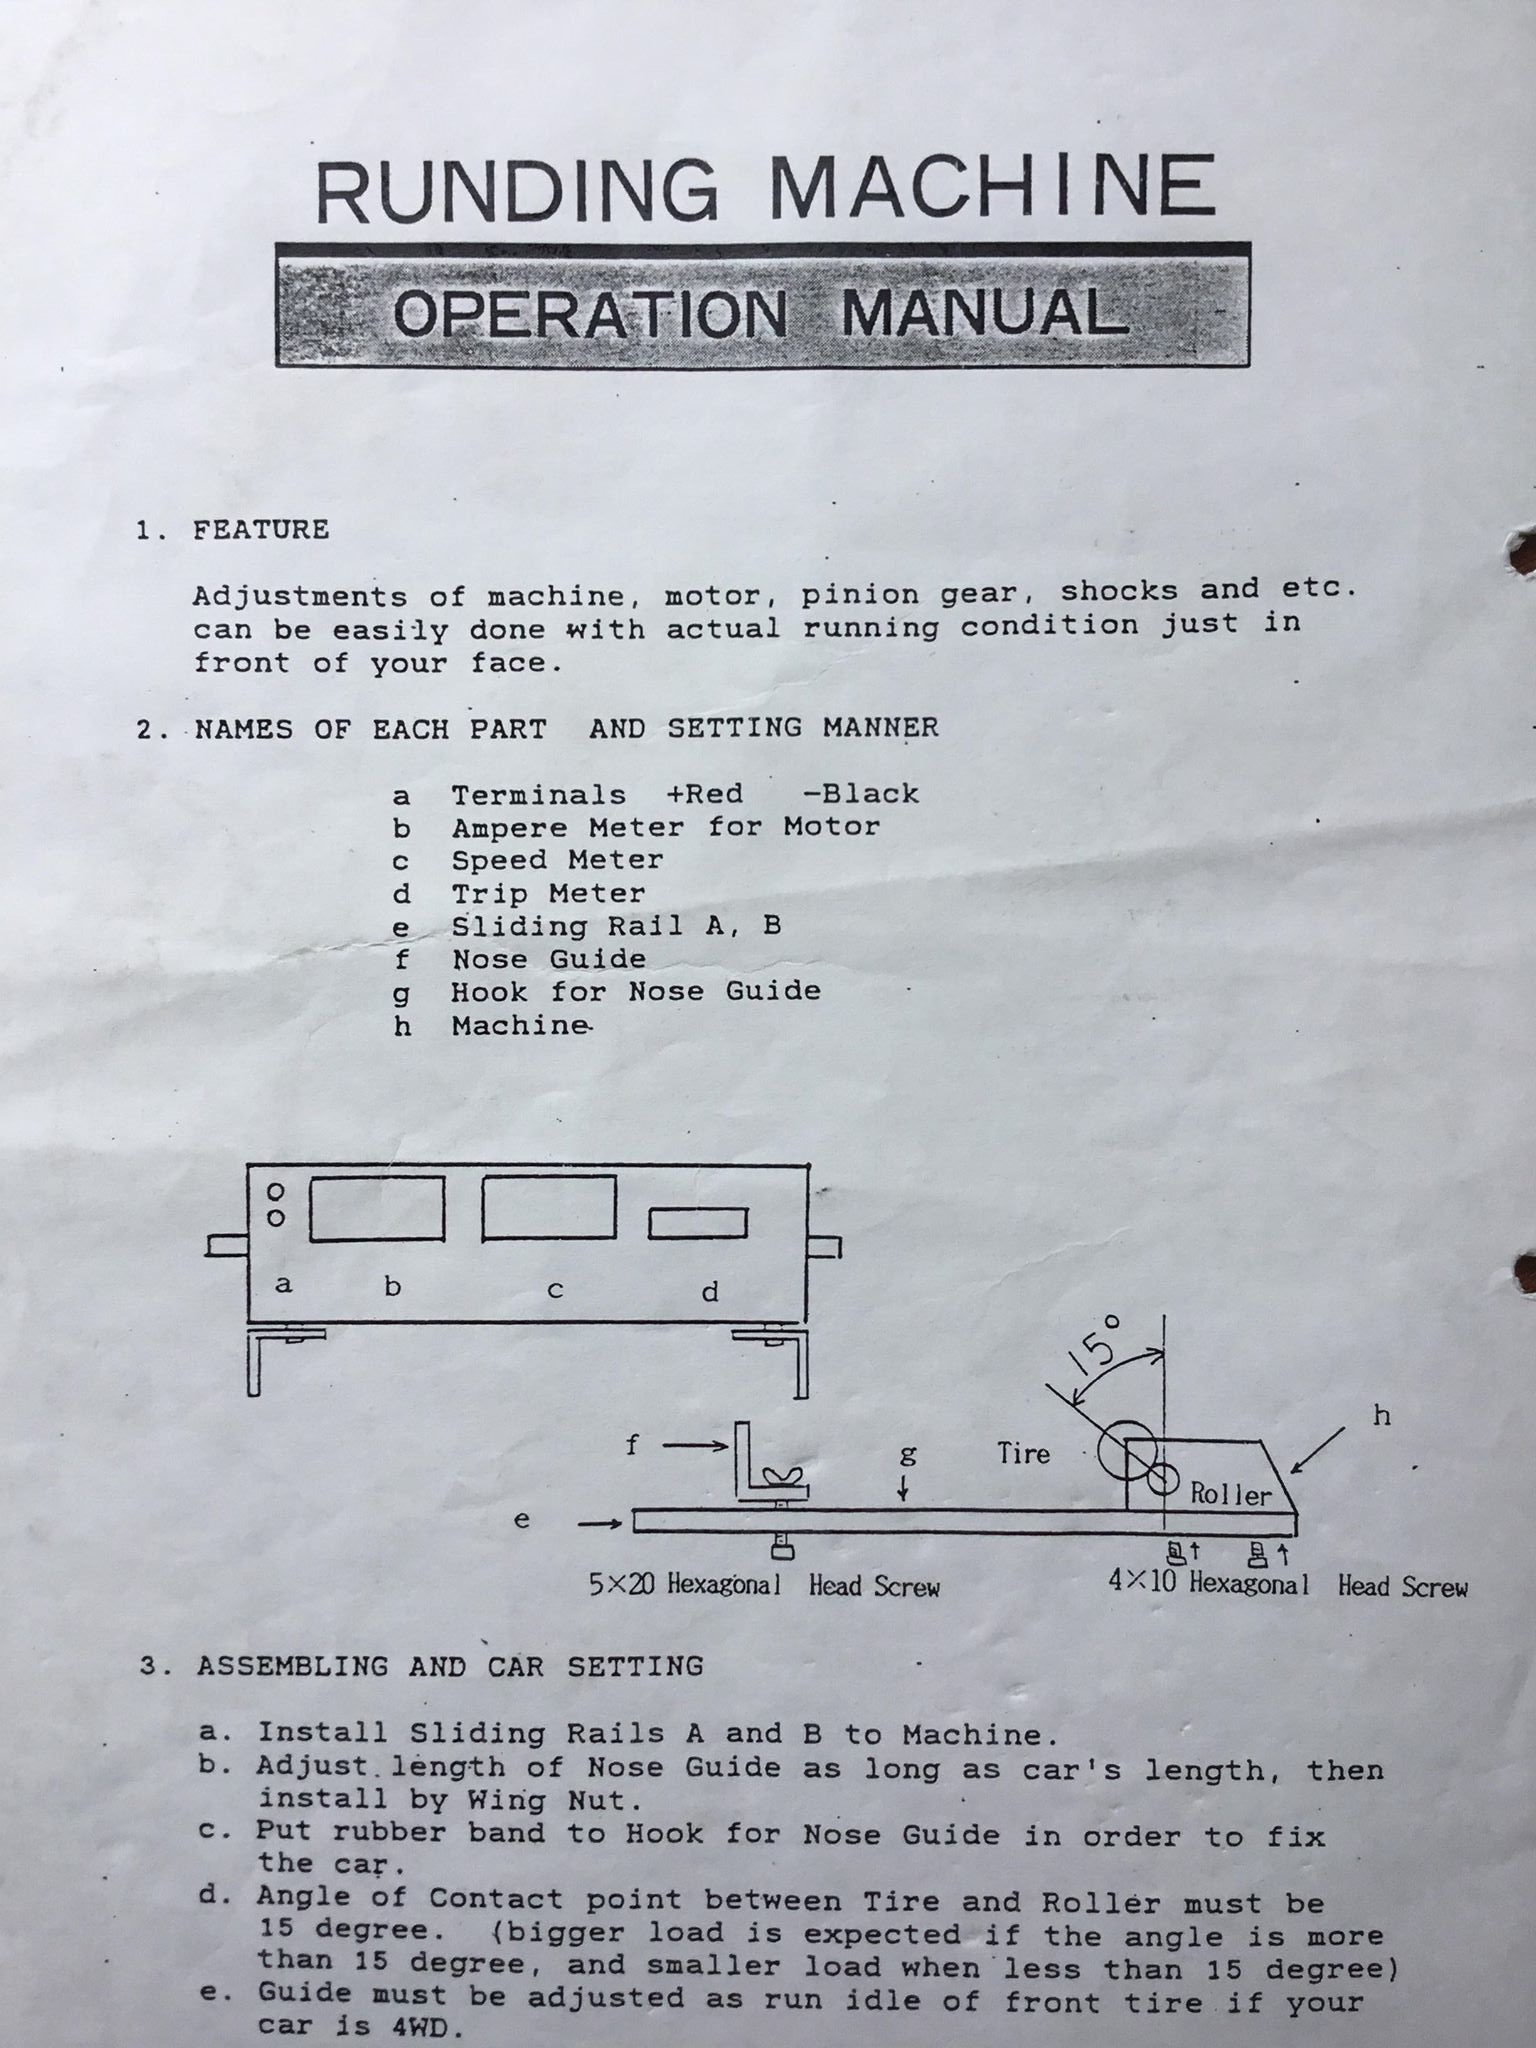 RUNDING MACHINE
OPERATION MANUAL
1. FEATURE
Adjustments of machine, motor, pinion gear, shocks and etc.
can be easily done with actual running condition just in
front of your face.
2. NAMES OF EACH PART AND SETTING MANNER
a Terminals +Red -Black
b Ampere Meter for Motor
c Speed Meter
d Trip Meter
e Sliding Rail A, B
f Nose Guide
g Hook for Nose Guide
h Machine
a b c d
15°
h
f
g
Tire
Roller
e
5×20 Hexagonal Head Screw
4×10 Hexagonal Head Screw
3. ASSEMBLING AND CAR SETTING
a. Install Sliding Rails A and B to Machine.
b. Adjust length of Nose Guide as long as car's length, then
install by Wing Nut.
c. Put rubber band to Hook for Nose Guide in order to fix
the car.
d. Angle of Contact point between Tire and Roller must be
15 degree. (bigger load is expected if the angle is more
than 15 degree, and smaller load when less than 15 degree)
e. Guide must be adjusted as run idle of front tire if your
car is 4WD.